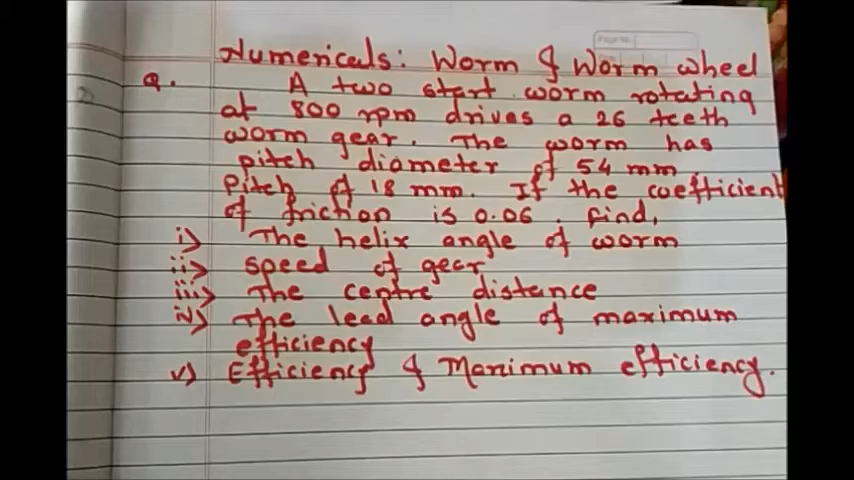 Numericals: Worm & Worm wheel
Q. A two start worm rotating
at 800 rpm drives a 26 teeth
worm gear. The worm has
pitch diameter of 54 mm
Pitch of 18 mm. If the coefficient
of friction is 0.06. find,
i> The helix angle of worm
ii> speed of gear
iii> The centre distance
iv> The lead angle of maximum
efficiency
v> Efficiency & Maximum efficiency.